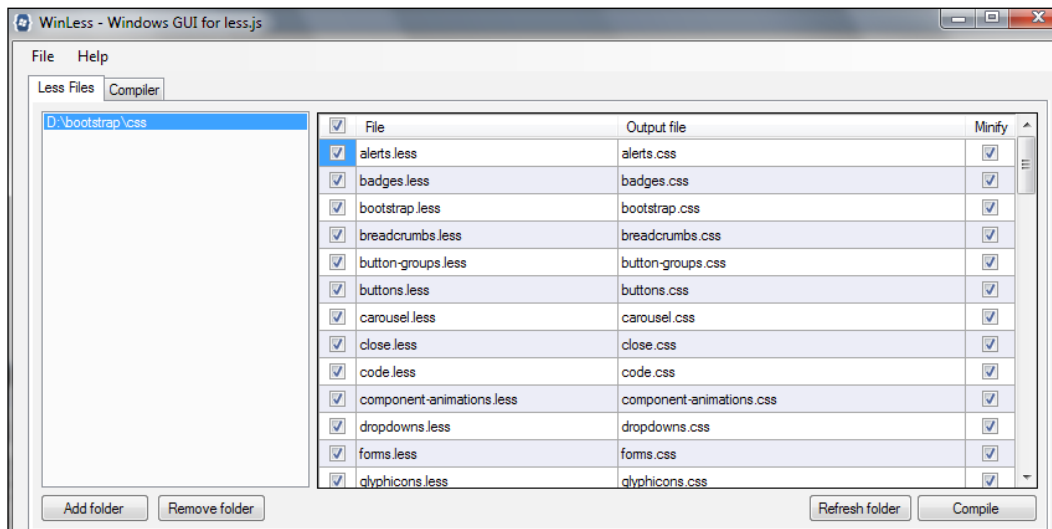 WinLess - Windows GUI for less.js
File Help
Less Files Compiler
D:\bootstrap\css
File Output file Minify
alerts.less alerts.css
badges.less badges.css
bootstrap.less bootstrap.css
breadcrumbs.less breadcrumbs.css
button-groups.less button-groups.css
buttons.less buttons.css
carousel.less carousel.css
close.less close.css
code.less code.css
component-animations.less component-animations.css
dropdowns.less dropdowns.css
forms.less forms.css
glyphicons.less glyphicons.css
Add folder Remove folder Refresh folder Compile